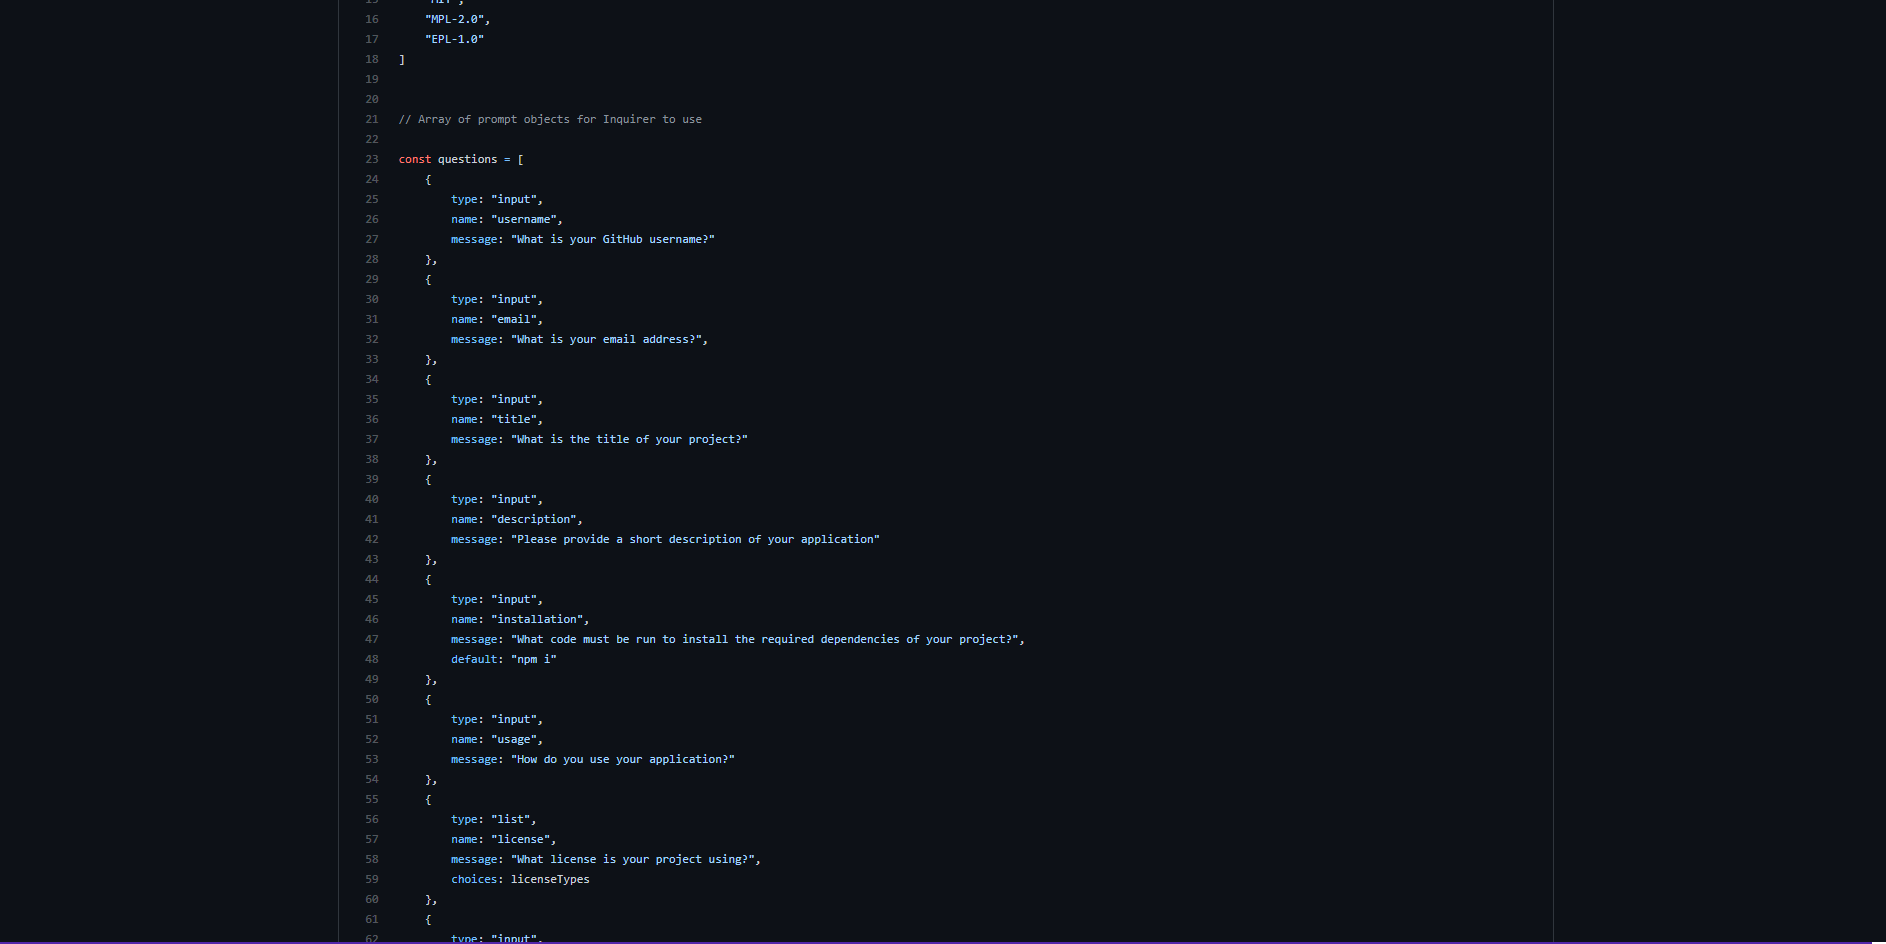 15 "MIT",
16 "MPL-2.0",
17 "EPL-1.0"
18 ]
19
20
21 // Array of prompt objects for Inquirer to use
22
23 const questions = [
24 {
25 type: "input",
26 name: "username",
27 message: "What is your GitHub username?"
28 },
29 {
30 type: "input",
31 name: "email",
32 message: "What is your email address?",
33 },
34 {
35 type: "input",
36 name: "title",
37 message: "What is the title of your project?"
38 },
39 {
40 type: "input",
41 name: "description",
42 message: "Please provide a short description of your application"
43 },
44 {
45 type: "input",
46 name: "installation",
47 message: "What code must be run to install the required dependencies of your project?",
48 default: "npm i"
49 },
50 {
51 type: "input",
52 name: "usage",
53 message: "How do you use your application?"
54 },
55 {
56 type: "list",
57 name: "license",
58 message: "What license is your project using?",
59 choices: licenseTypes
60 },
61 {
62 type: "input",